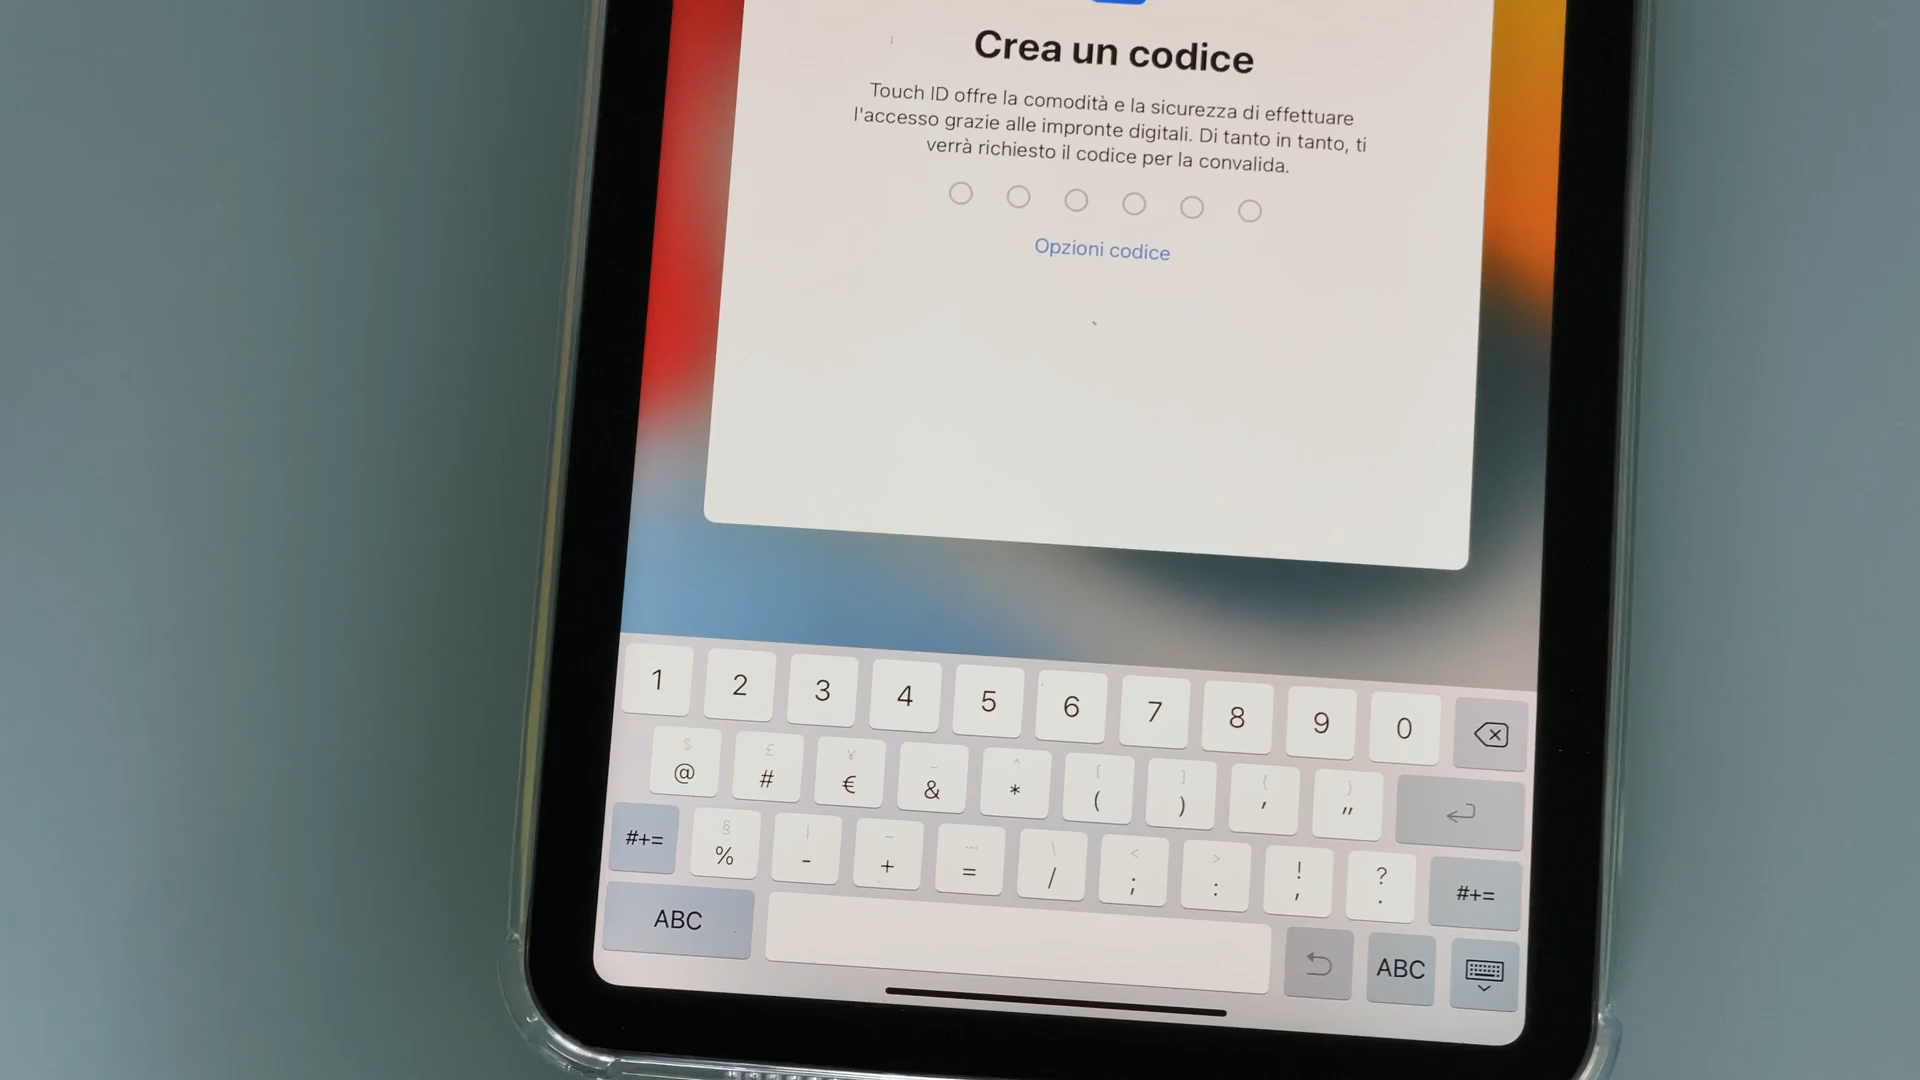 Crea un codice
Touch ID offre la comodità e la sicurezza di effettuare
l'accesso grazie alle impronte digitali. Di tanto in tanto, ti
verrà richiesto il codice per la convalida.
Opzioni codice
1 2 3 4 5 6 7 8 9 0
$ £ ¥ _ ^ [ ] { }
@ # € & * ( ) ' "
§ | ~ … \ < > ! ?
#+= % - + = / ; : , . #+=
ABC ABC